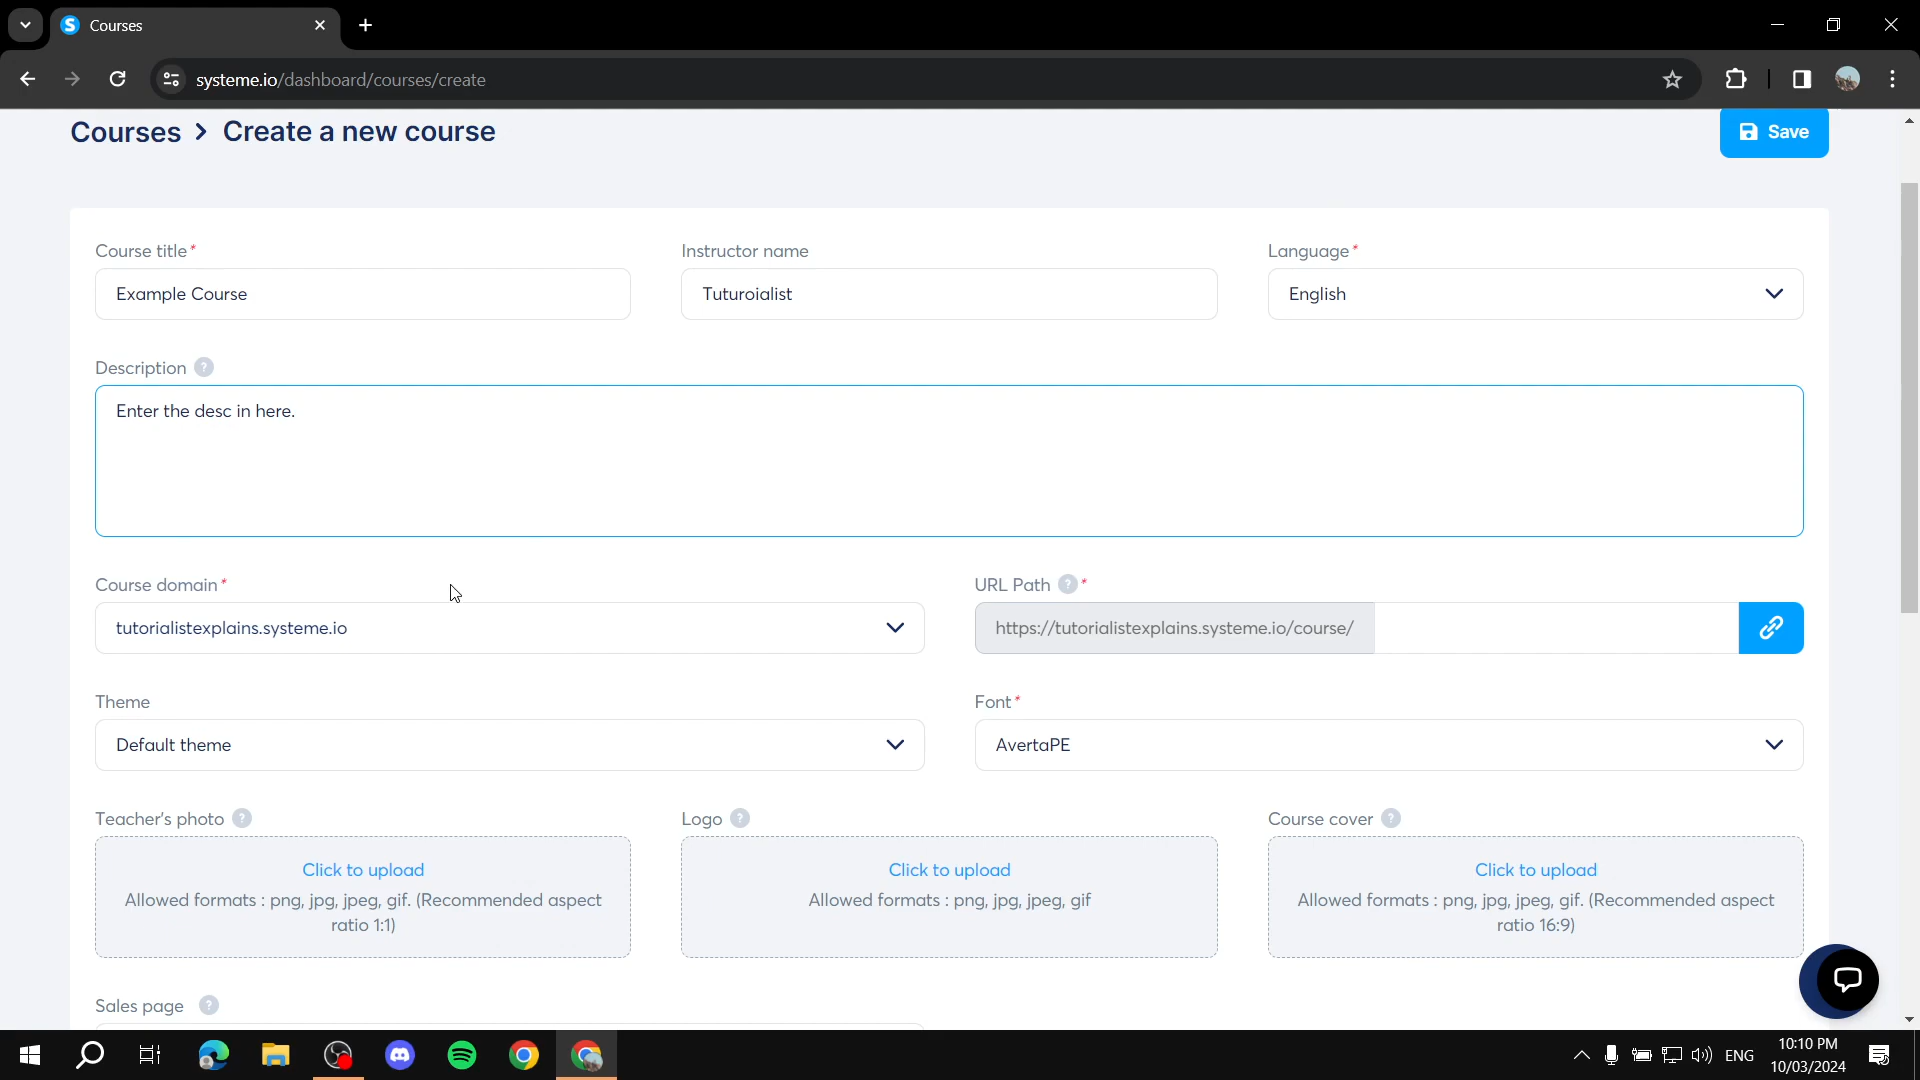 Courses
systeme.io/dashboard/courses/create
Courses > Create a new course
Save
Course title*
Instructor name
Language*
Example Course
Tuturoialist
English
Description ?
Enter the desc in here.
Course domain*
URL Path ? *
tutorialistexplains.systeme.io
https://tutorialistexplains.systeme.io/course/
Theme
Font*
Default theme
AvertaPE
Teacher's photo ?
Logo ?
Course cover ?
Click to upload
Allowed formats : png, jpg, jpeg, gif. (Recommended aspect
ratio 1:1)
Click to upload
Allowed formats : png, jpg, jpeg, gif
Click to upload
Allowed formats : png, jpg, jpeg, gif. (Recommended aspect
ratio 16:9)
Sales page ?
ENG
10:10 PM
10/03/2024